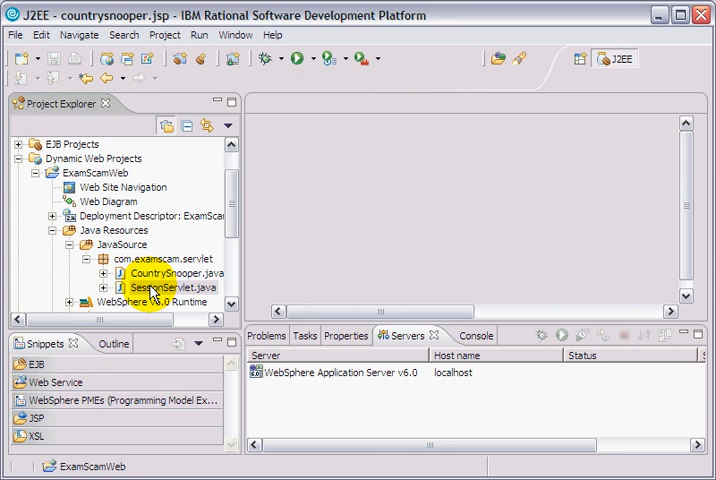 J2EE - countrysnooper.jsp - IBM Rational Software Development Platform
File Edit Navigate Search Project Run Window Help
J2EE
Project Explorer
EJB Projects
Dynamic Web Projects
ExamScamWeb
Web Site Navigation
Web Diagram
Deployment Descriptor: ExamScam
Java Resources
JavaSource
com.examscam.servlet
CountrySnooper.java
SessionServlet.java
WebSphere v6.0 Runtime
Snippets Outline
EJB
Web Service
WebSphere PMEs (Programming Model Ex...
JSP
XSL
Problems Tasks Properties Servers Console
Server Host name Status S
WebSphere Application Server v6.0 localhost
ExamScamWeb